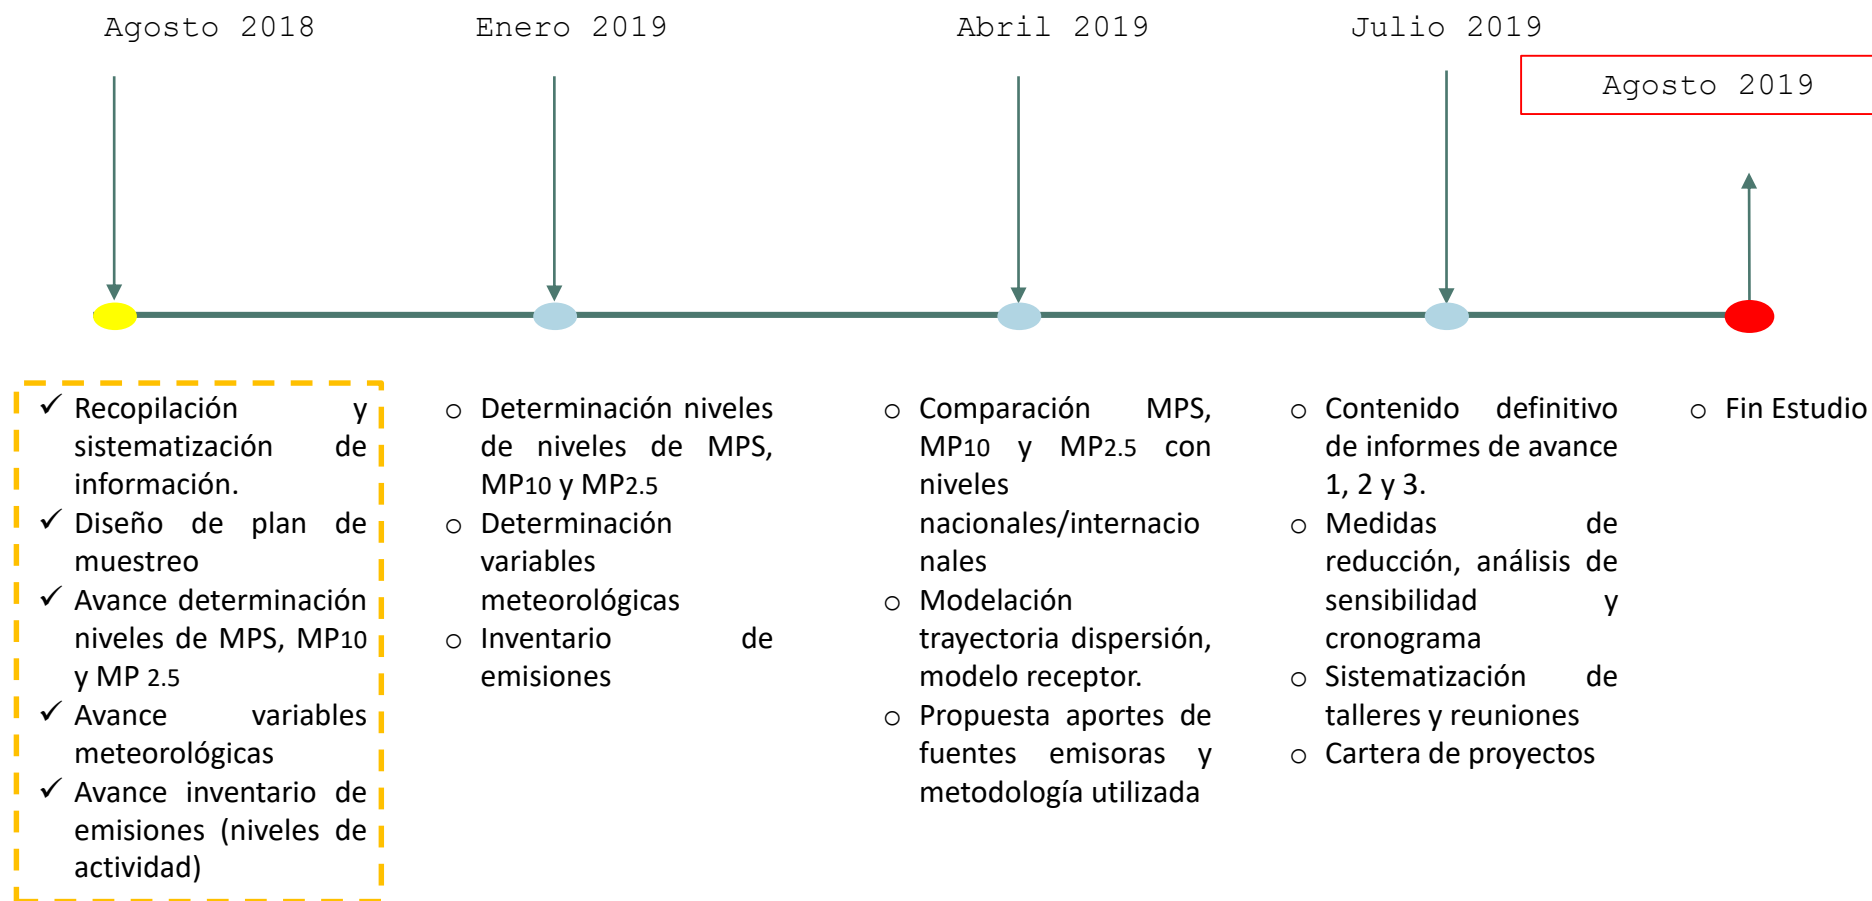 Agosto 2018
Enero 2019
Abril 2019
Julio 2019
Agosto 2019
✓ Recopilación y
sistematización de
información.
✓ Diseño de plan de
muestreo
✓ Avance determinación
niveles de MPS, MP10
y MP 2.5
✓ Avance variables
meteorológicas
✓ Avance inventario de
emisiones (niveles de
actividad)
o Determinación niveles
de niveles de MPS,
MP10 y MP2.5
o Determinación
variables
meteorológicas
o Inventario de
emisiones
o Comparación MPS,
MP10 y MP2.5 con
niveles
nacionales/internacio
nales
o Modelación
trayectoria dispersión,
modelo receptor.
o Propuesta aportes de
fuentes emisoras y
metodología utilizada
o Contenido definitivo
de informes de avance
1, 2 y 3.
o Medidas de
reducción, análisis de
sensibilidad y
cronograma
o Sistematización de
talleres y reuniones
o Cartera de proyectos
o Fin Estudio